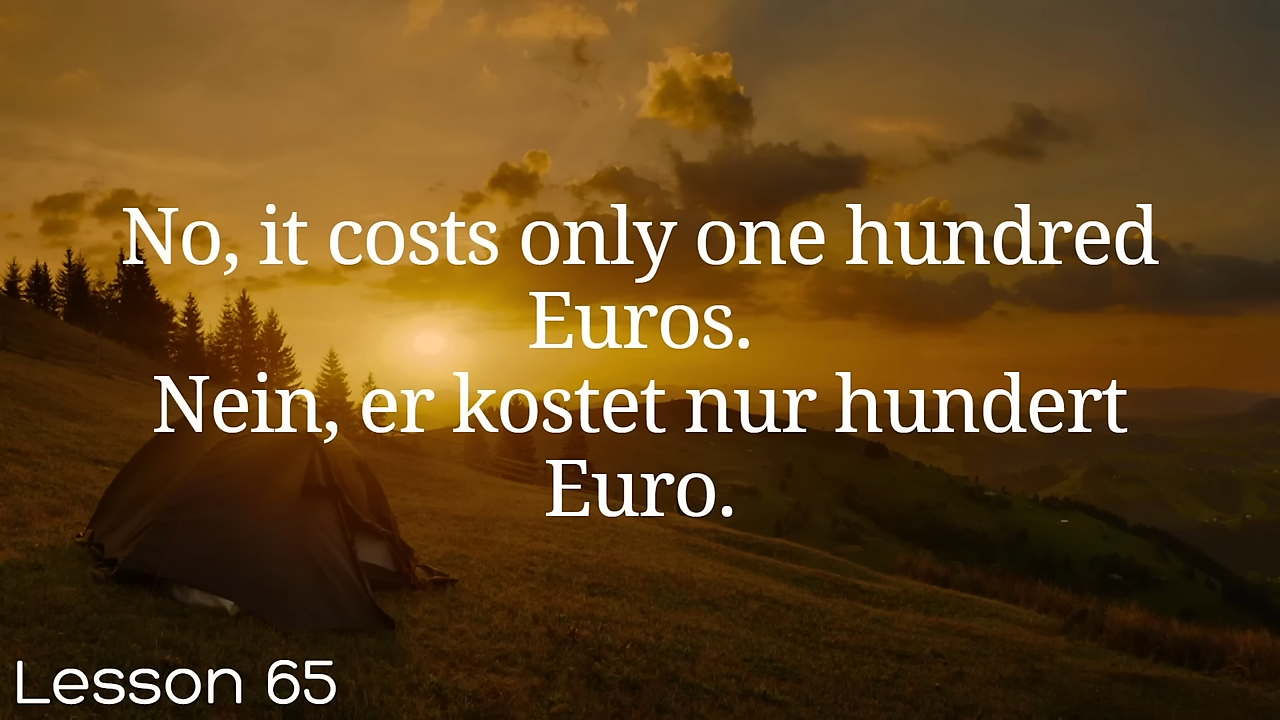 No, it costs only one hundred
Euros.
Nein, er kostet nur hundert
Euro.
Lesson 65